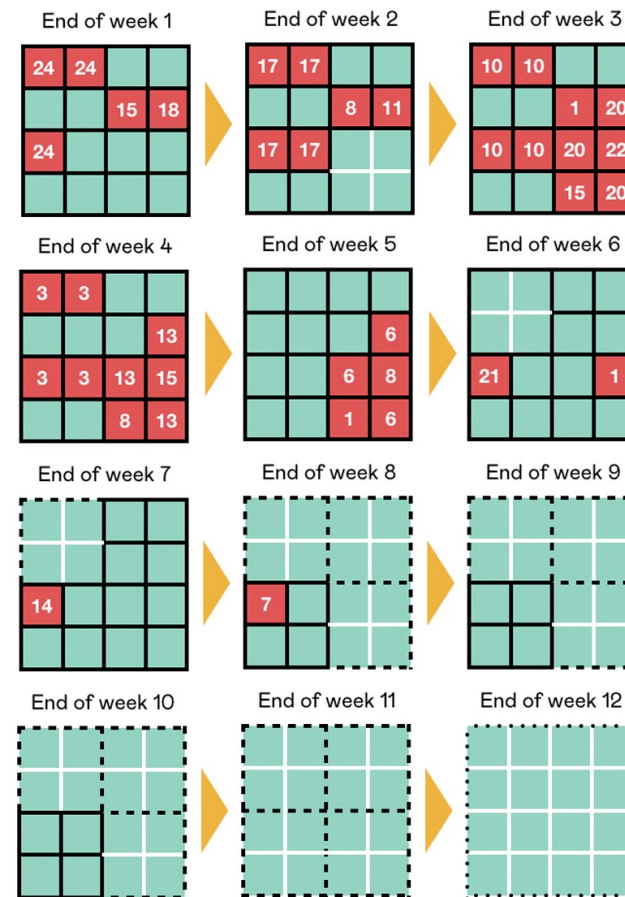 End of week 1
End of week 2
End of week 3
24 24
15 18
24
17 17
8 11
17 17
10 10
1 20
10 10 20 22
15 20
End of week 4
End of week 5
End of week 6
3 3
13
3 3 13 15
8 13
6
6 8
1 6
21 1
End of week 7
End of week 8
End of week 9
14
7
End of week 10
End of week 11
End of week 12